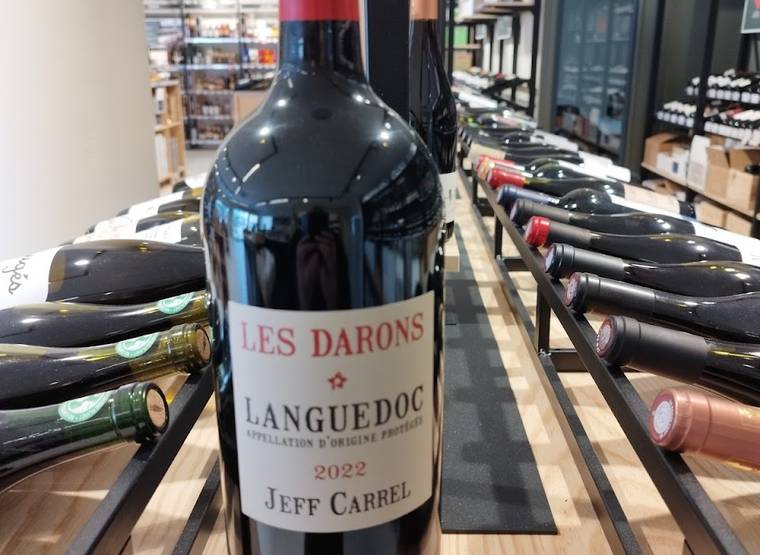 LES DARONS
LANGUEDOC
APPELLATION D'ORIGINE PROTÉGÉE
2022
JEFF CARREL